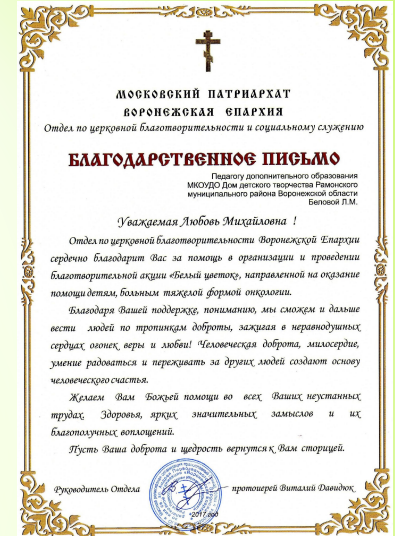 МОСКОВСКИЙ ПАТРИАРХАТ
ВОРОНЕЖСКАЯ ЕПАРХИЯ
Отдел по церковной благотворительности и социальному служению
БЛАГОДАРСТВЕННОЕ ПИСЬМО
Педагогу дополнительного образования
МКОУДО Дом детского творчества Рамонского
муниципального района Воронежской области
Беловой Л.М.
Уважаемая Любовь Михайловна !
Отдел по церковной благотворительности Воронежской Епархии
сердечно благодарит Вас за помощь в организации и проведении
благотворительной акции «Белый цветок», направленной на оказание
помощи детям, больным тяжелой формой онкологии.
Благодаря Вашей поддержке, пониманию, мы сможем и дальше
вести людей по тропинкам доброты, зажигая в неравнодушных
сердцах огонек веры и любви! Человеческая доброта, милосердие,
умение радоваться и переживать за других людей создают основу
человеческого счастья.
Желаем Вам Божьей помощи во всех Ваших неустанных
трудах, Здоровья, ярких значительных замыслов и их
благополучных воплощений.
Пусть Ваша доброта и щедрость вернутся к Вам сторицей.
Руководитель Отдела протоиерей Виталий Давидюк
2017 год